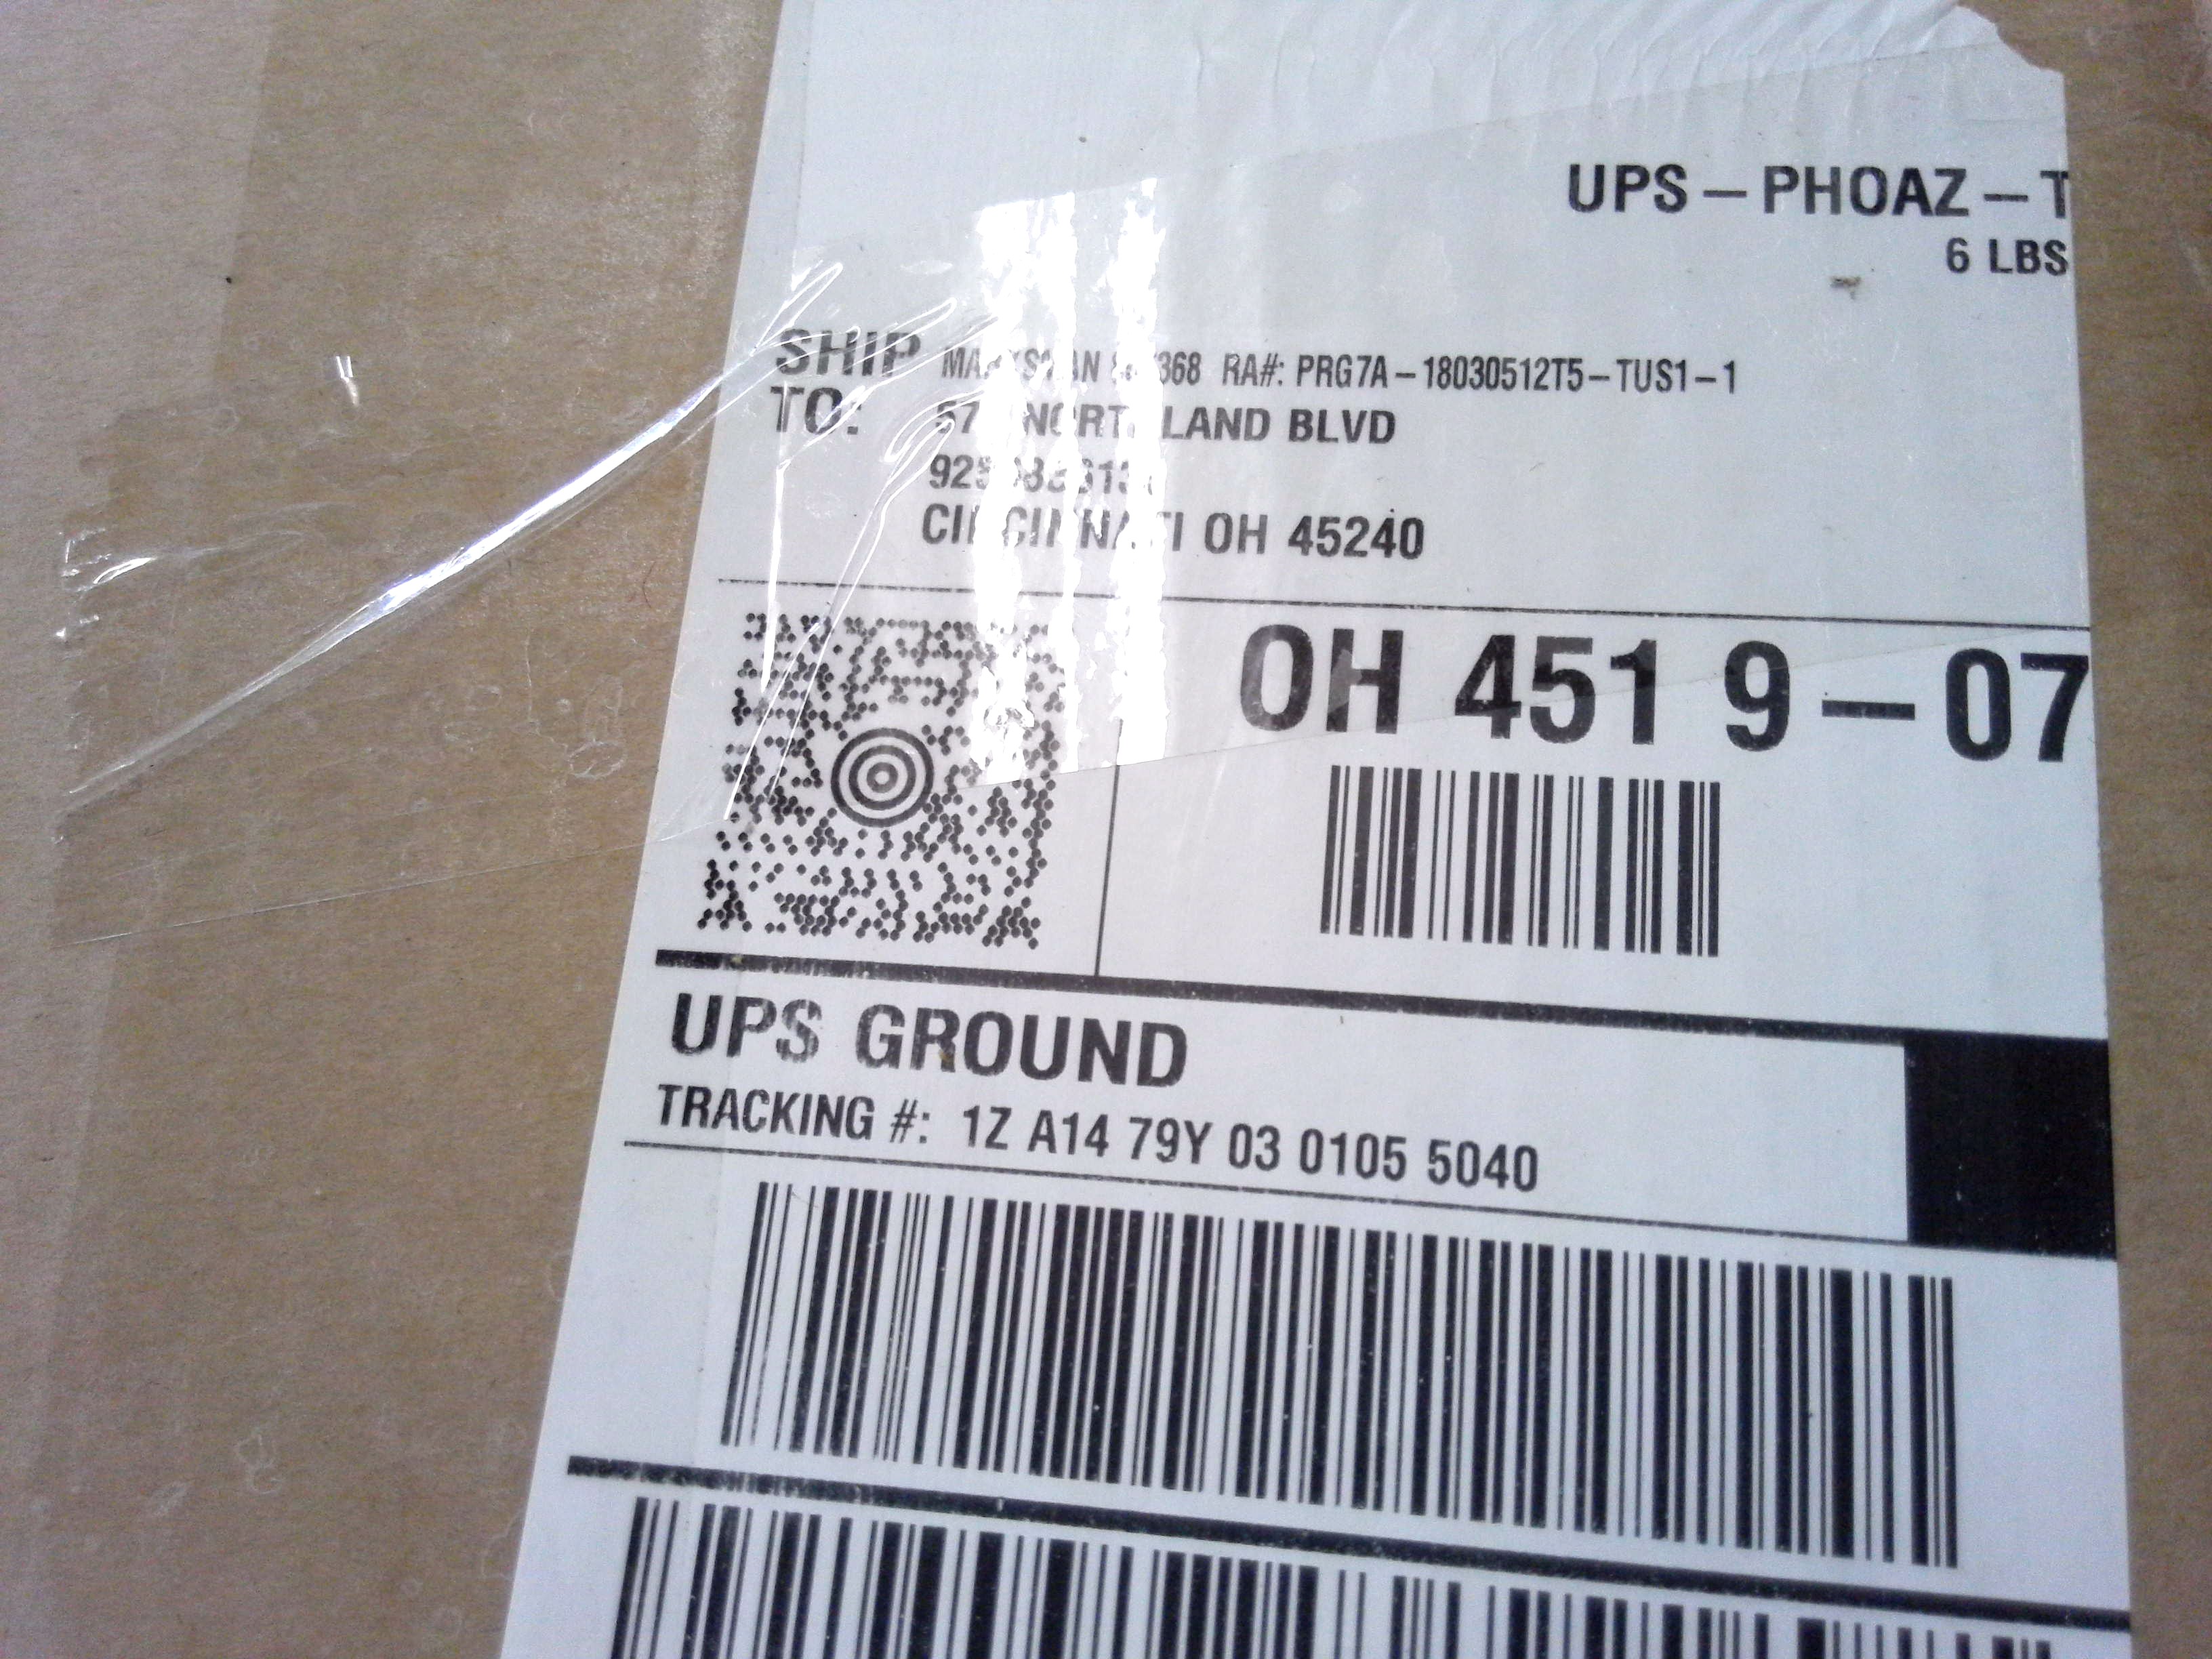 UPS – PHOAZ – T
6 LBS
SHIP TO:
RA#: PRG7A – 18030512T5 – TUS1 – 1
BLVD
CINCINNATI OH 45240
OH 451 9 – 07
UPS GROUND
TRACKING #: 1Z A14 79Y 03 0105 5040